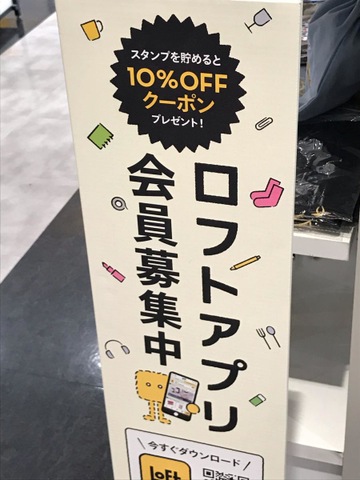 スタンプを貯めると
10%OFF
クーポン
プレゼント!
ロフトアプリ
会員募集中
今すぐダウンロード
LOFT